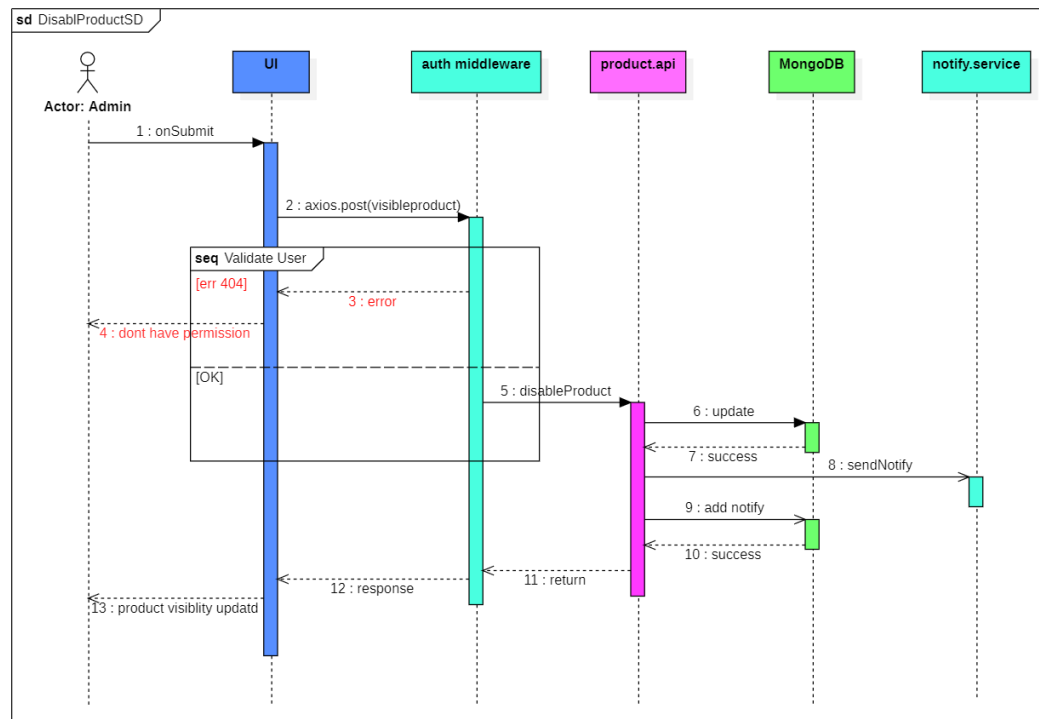 sd DisablProductSD
UI
auth middleware
product.api
MongoDB
notify.service
Actor: Admin
1 : onSubmit
2 : axios.post(visibleproduct)
seq Validate User
[err 404]
3 : error
4 : dont have permission
[OK]
5 : disableProduct
6 : update
7 : success
8 : sendNotify
9 : add notify
10 : success
11 : return
12 : response
13 : product visiblity updatd